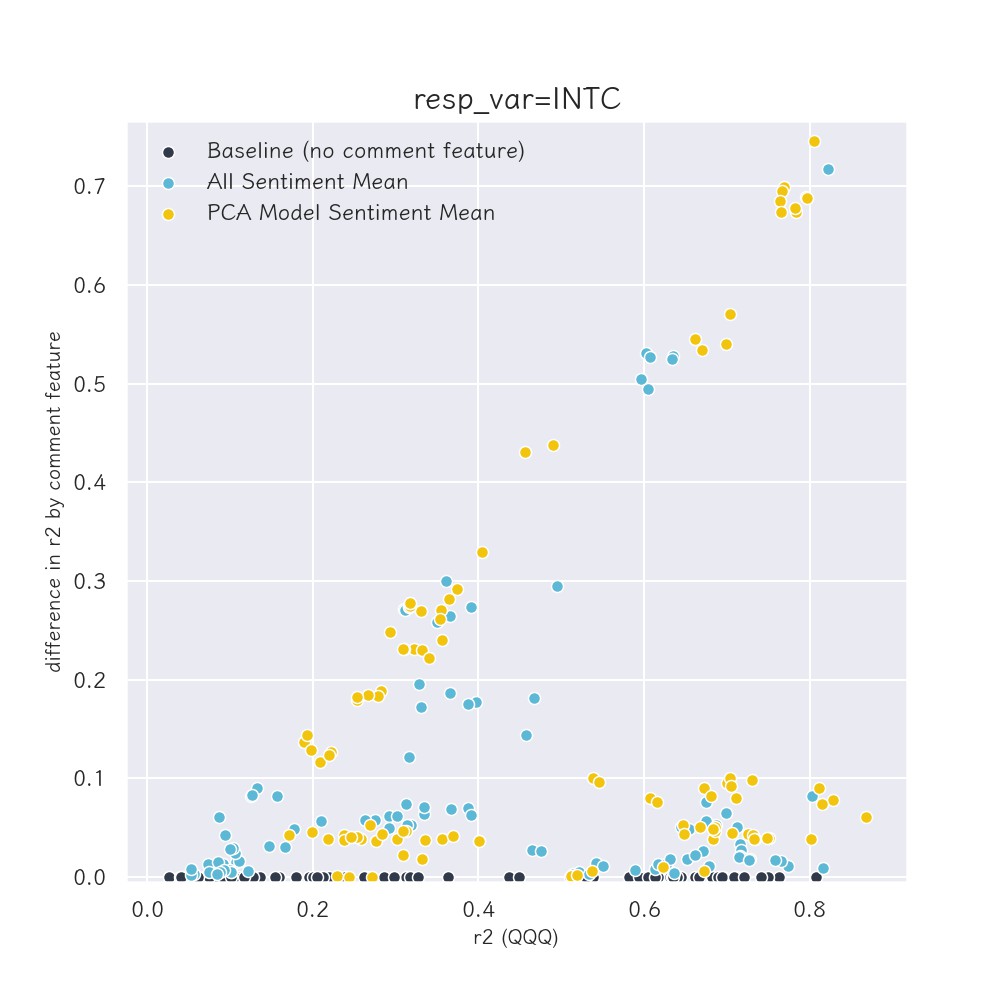 resp_var=INTC
Baseline (no comment feature)
All Sentiment Mean
PCA Model Sentiment Mean
difference in r2 by comment feature
0.7
0.6
0.5
0.4
0.3
0.2
0.1
0.0
0.0 0.2 0.4 0.6 0.8
r2 (QQQ)